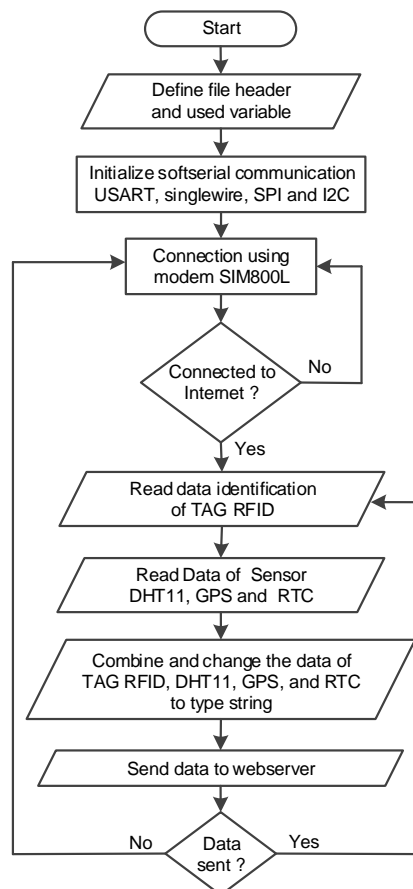 Start
Define file header
and used variable
Initialize softserial communication
USART, singlewire, SPI and I2C
Connection using
modem SIM800L
Connected to
Internet ?
No
Yes
Read data identification
of TAG RFID
Read Data of Sensor
DHT11, GPS and RTC
Combine and change the data of
TAG RFID, DHT11, GPS, and RTC
to type string
Send data to webserver
No
Data
sent ?
Yes